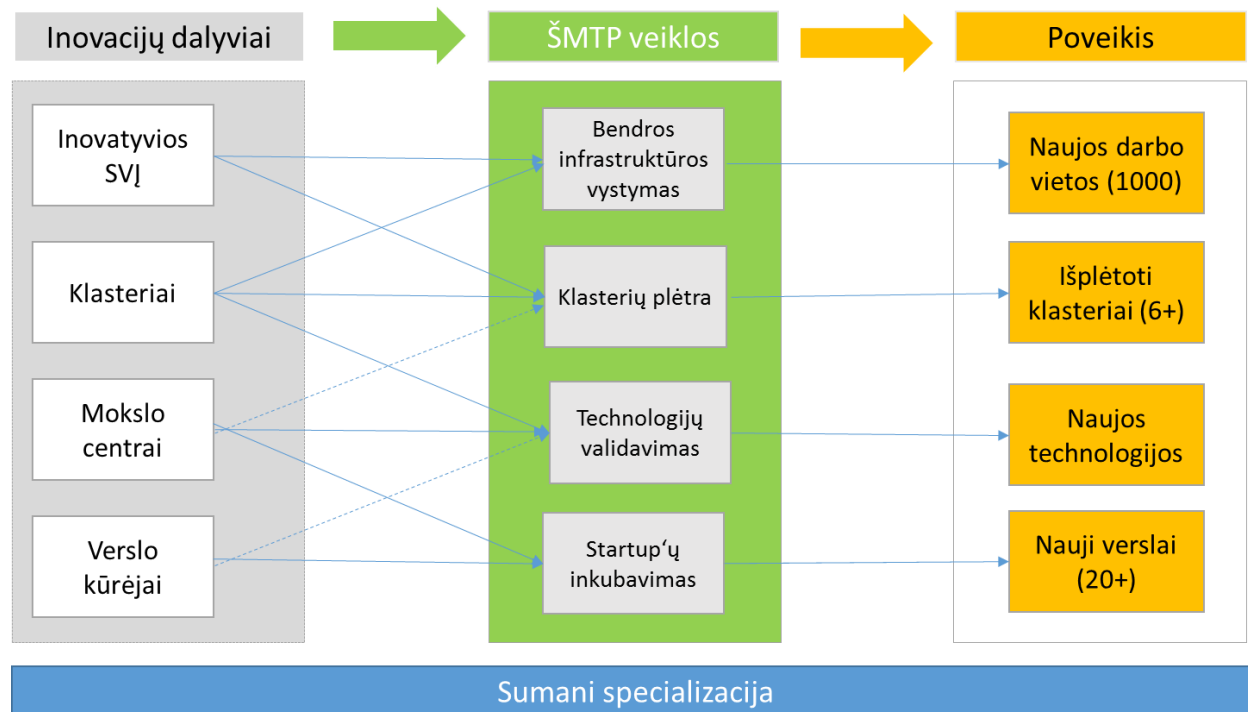 Inovacijų dalyviai
ŠMTP veiklos
Poveikis
Inovatyvios
SVĮ
Klasteriai
Mokslo
centrai
Verslo
kūrėjai
Bendros
infrastruktūros
vystymas
Klasterių plėtra
Technologijų
validavimas
Startup‘ų
inkubavimas
Naujos darbo
vietos (1000)
Išplėtoti
klasteriai (6+)
Naujos
technologijos
Nauji verslai
(20+)
Sumani specializacija